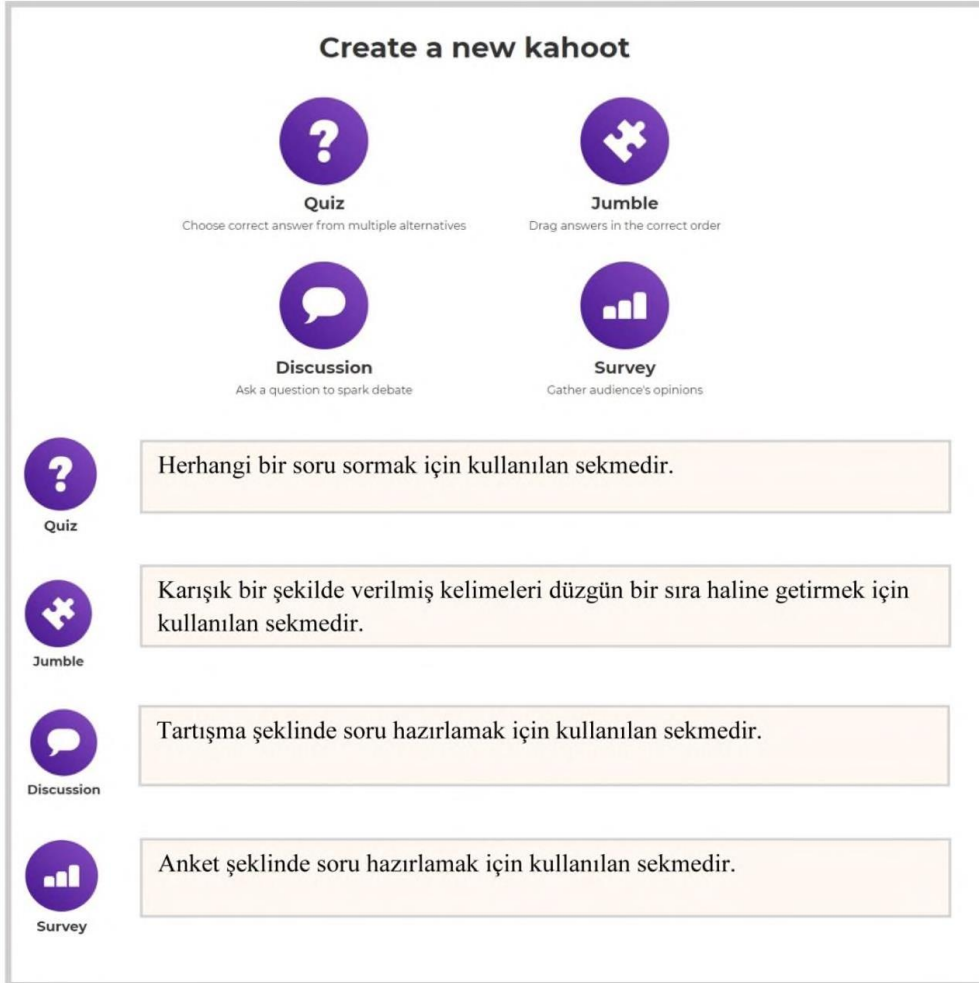 Create a new kahoot
Quiz
Jumble
Choose correct answer from multiple alternatives
Drag answers in the correct order
Discussion
Survey
Ask a question to spark debate
Gather audience's opinions
Herhangi bir soru sormak için kullanılan sekmedir.
Quiz
Karışık bir şekilde verilmiş kelimeleri düzgün bir sıra haline getirmek için
kullanılan sekmedir.
Jumble
Tartışma şeklinde soru hazırlamak için kullanılan sekmedir.
Discussion
Anket şeklinde soru hazırlamak için kullanılan sekmedir.
Survey